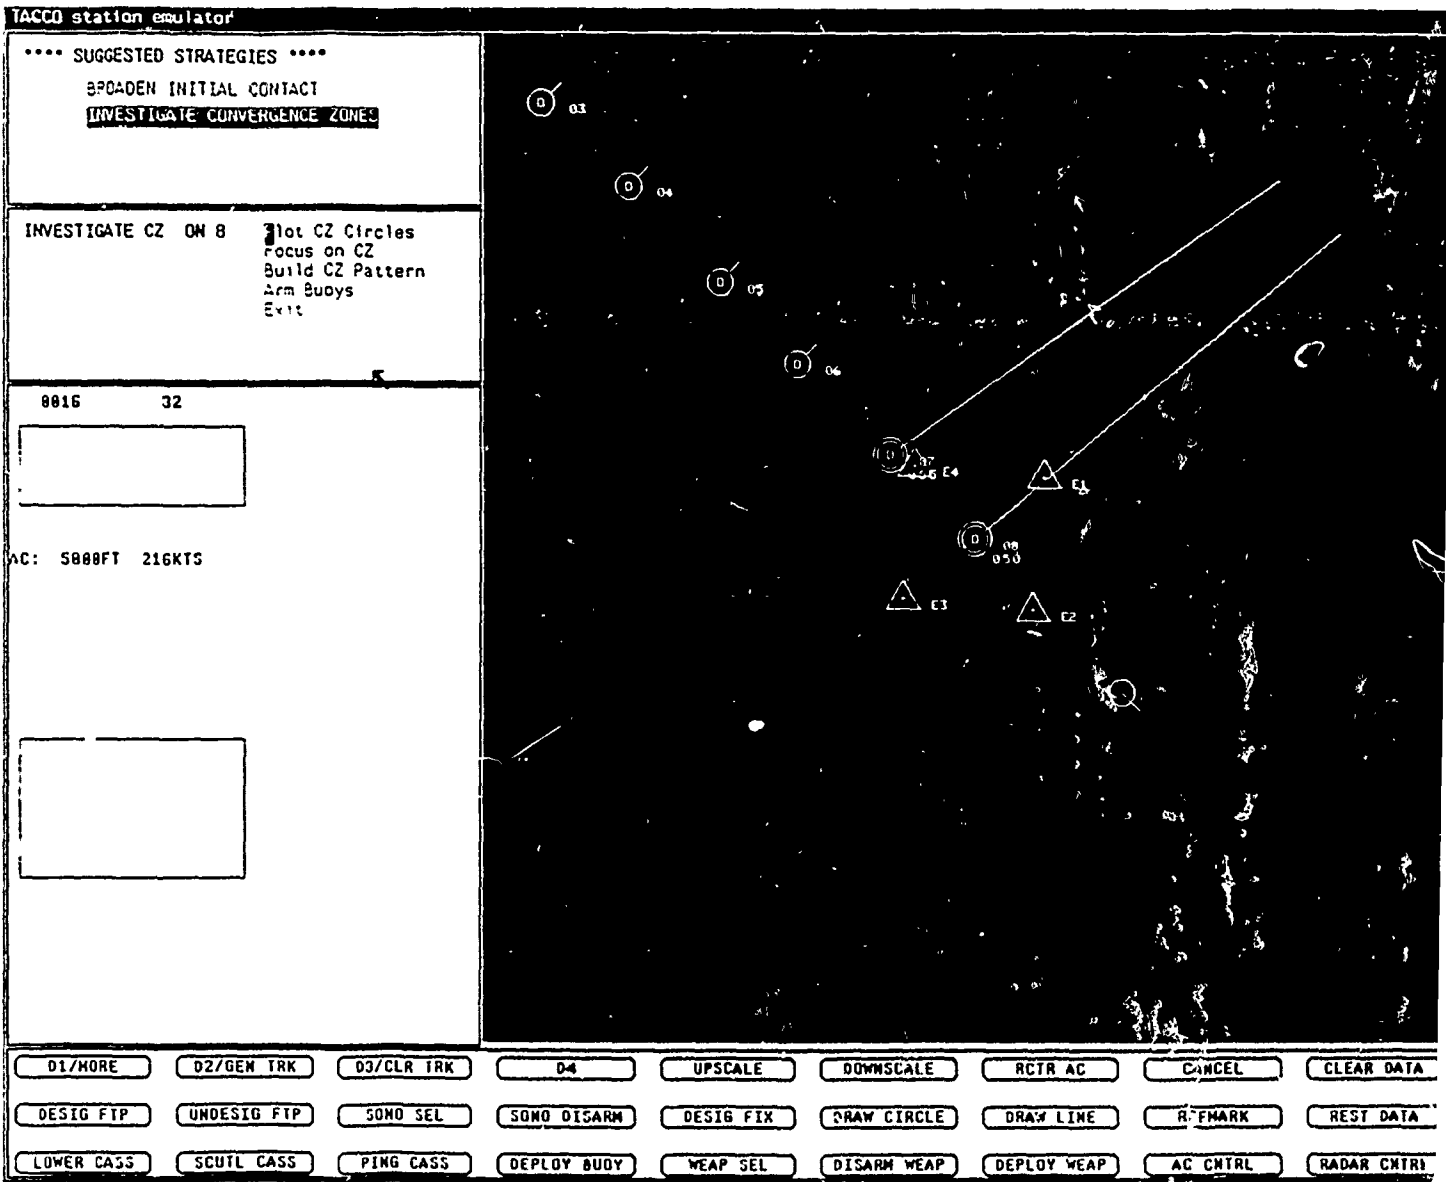 TACCO station emulator
**** SUGGESTED STRATEGIES ****
BROADEN INITIAL CONTACT
INVESTIGATE CONVERGENCE ZONES
INVESTIGATE CZ ON 8
Plot CZ Circles
Focus on CZ
Build CZ Pattern
Arm Buoys
Exit
0016 32
AC: 5000FT 216KTS
03
04
05
06
07
E4
E1
08
050
E3
E2
D1/MORE D2/GEN TRK D3/CLR TRK D4 UPSCALE DOWNSCALE RCTR AC CANCEL CLEAR DATA
DESIG FTP UNDESIG FTP SONO SEL SONO DISARM DESIG FIX DRAW CIRCLE DRAW LINE REFMARK REST DATA
LOWER CASS SCUTL CASS PING CASS DEPLOY BUOY WEAP SEL DISARM WEAP DEPLOY WEAP AC CNTRL RADAR CNTRL